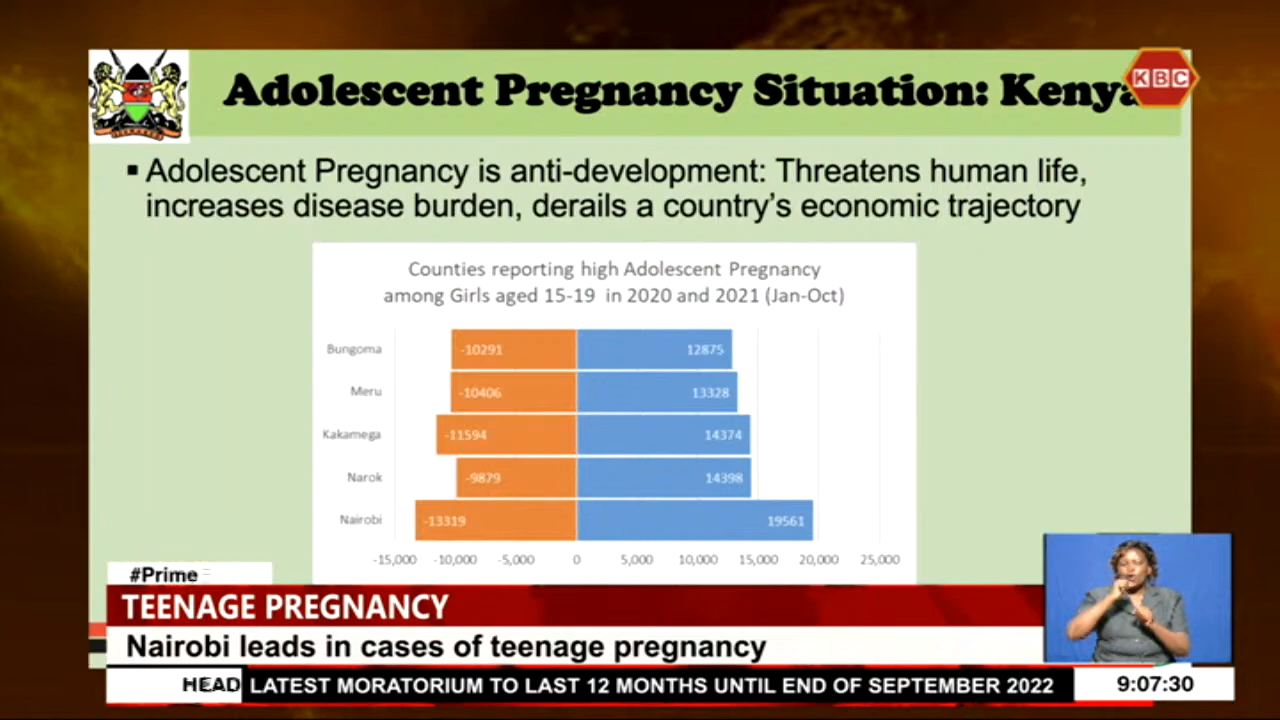 Adolescent Pregnancy Situation: Kenya
KBC
▪ Adolescent Pregnancy is anti-development: Threatens human life,
increases disease burden, derails a country's economic trajectory
Counties reporting high Adolescent Pregnancy
among Girls aged 15-19 in 2020 and 2021 (Jan-Oct)
Bungoma -10291 12875
Meru -10406 13328
Kakamega -11594 14374
Narok -9879 14398
Nairobi -13319 19561
-15,000 -10,000 -5,000 0 5,000 10,000 15,000 20,000 25,000
#Prime
TEENAGE PREGNANCY
Nairobi leads in cases of teenage pregnancy
HEAD LATEST MORATORIUM TO LAST 12 MONTHS UNTIL END OF SEPTEMBER 2022 9:07:30